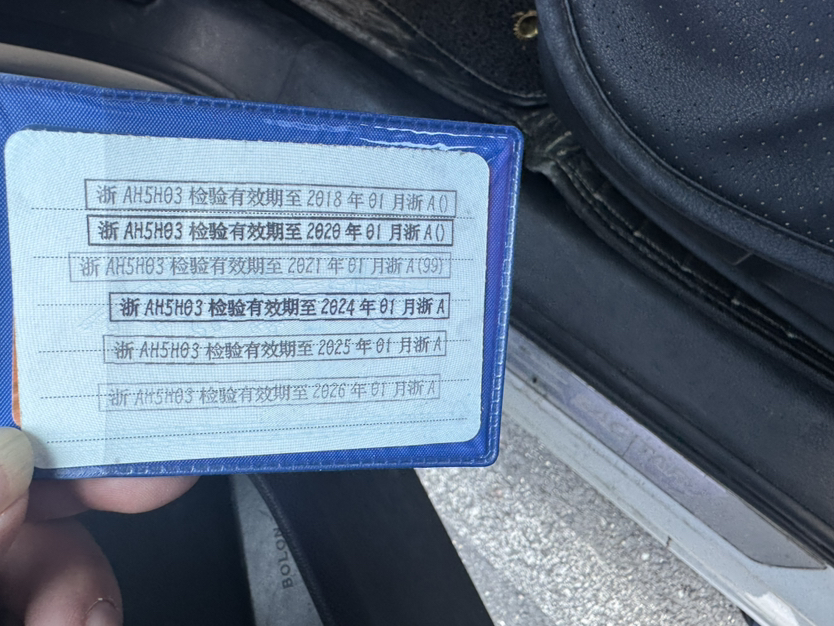 浙 AH5H03 检验有效期至 2018 年 01 月浙 A()
浙 AH5H03 检验有效期至 2020 年 01 月浙 A()
浙 AH5H03 检验有效期至 2021 年 01 月浙 A(99)
浙 AH5H03 检验有效期至 2024 年 01 月浙 A
浙 AH5H03 检验有效期至 2025 年 01 月浙 A
浙 AH5H03 检验有效期至 2026 年 01 月浙 A
BOLON